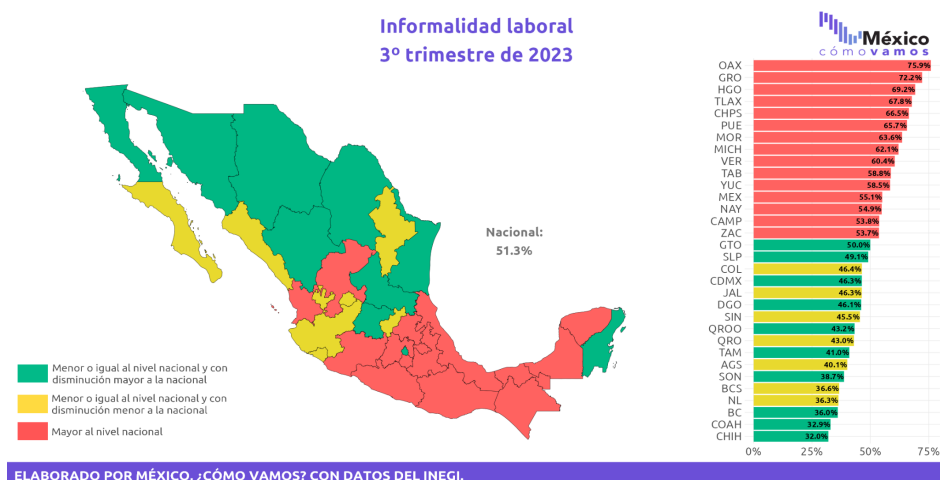 Informalidad laboral
3º trimestre de 2023
México
cómovamos
Nacional:
51.3%
Menor o igual al nivel nacional y con
disminución mayor a la nacional
Menor o igual al nivel nacional y con
disminución menor a la nacional
Mayor al nivel nacional
OAX 75.9%
GRO 72.2%
HGO 69.2%
TLAX 67.8%
CHPS 66.5%
PUE 65.7%
MOR 63.6%
MICH 62.1%
VER 60.4%
TAB 58.8%
YUC 58.5%
MEX 55.1%
NAY 54.9%
CAMP 53.8%
ZAC 53.7%
GTO 50.0%
SLP 49.1%
COL 46.4%
CDMX 46.3%
JAL 46.3%
DGO 46.1%
SIN 45.5%
QROO 43.2%
QRO 43.0%
TAM 41.0%
AGS 40.1%
SON 38.7%
BCS 36.6%
NL 36.3%
BC 36.0%
COAH 32.9%
CHIH 32.0%
0% 25% 50% 75%
ELABORADO POR MÉXICO, ¿CÓMO VAMOS? CON DATOS DEL INEGI.